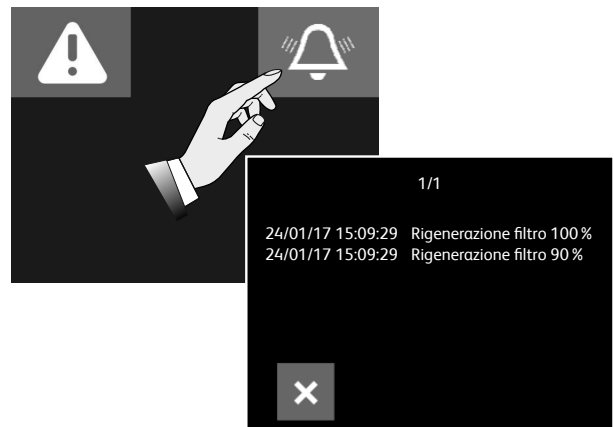 1/1
24/01/17 15:09:29 Rigenerazione filtro 100 %
24/01/17 15:09:29 Rigenerazione filtro 90 %